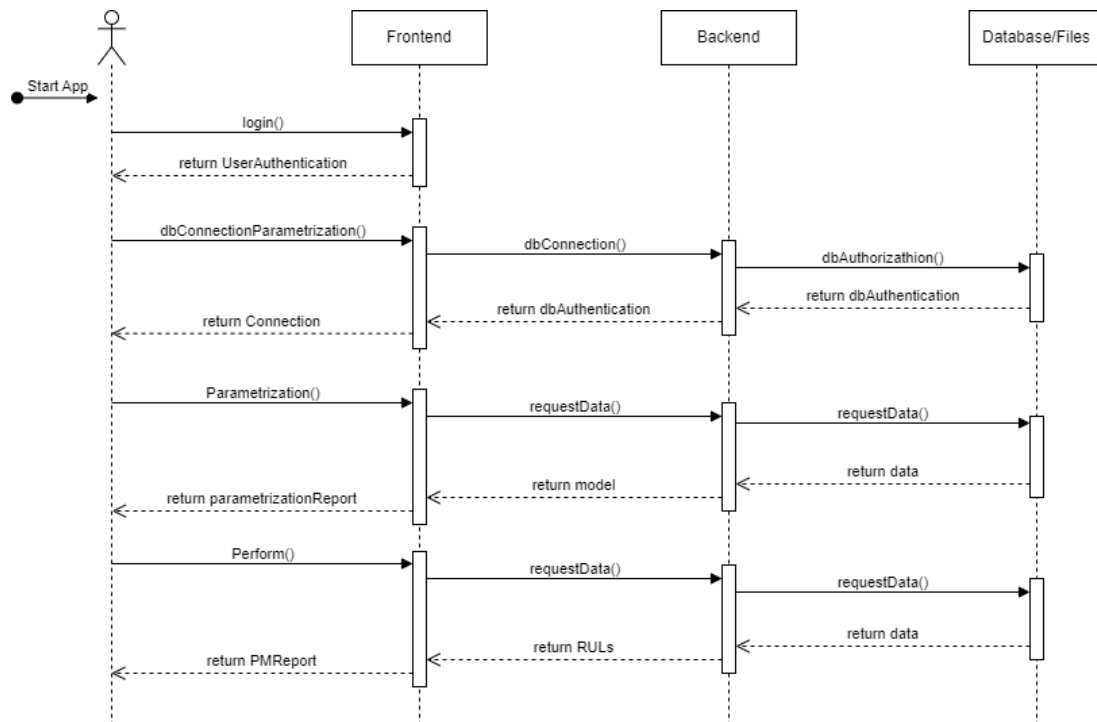 Frontend
Backend
Database/Files
Start App
login()
return UserAuthentication
dbConnectionParametrization()
dbConnection()
dbAuthorizathion()
return dbAuthentication
return dbAuthentication
return Connection
Parametrization()
requestData()
requestData()
return data
return model
return parametrizationReport
Perform()
requestData()
requestData()
return data
return RULs
return PMReport